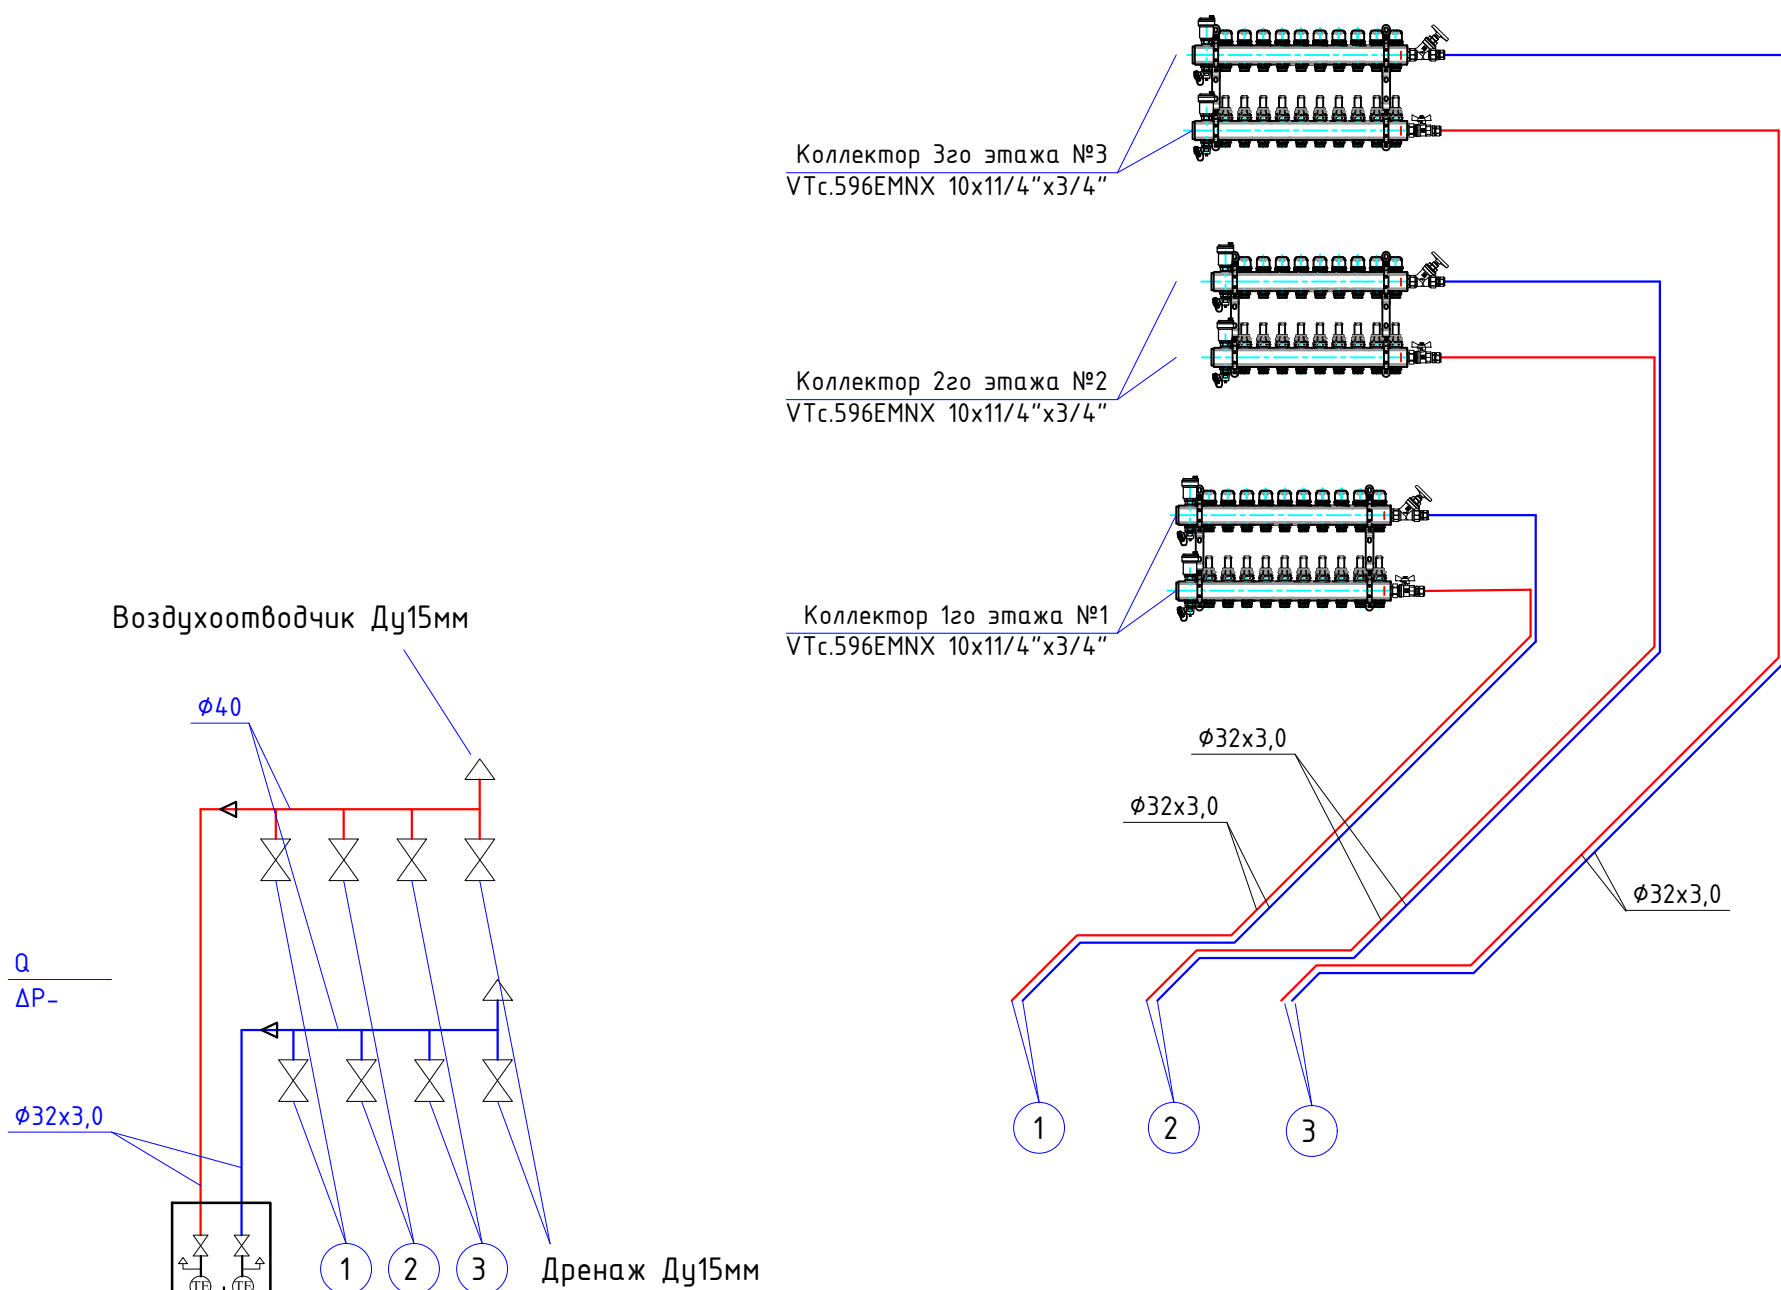 Коллектор 3го этажа №3
VTc.596EMNX 10x11/4"x3/4"
Коллектор 2го этажа №2
VTc.596EMNX 10x11/4"x3/4"
Коллектор 1го этажа №1
VTc.596EMNX 10x11/4"x3/4"
Воздухоотводчик Ду15мм
Ф40
Ф32x3,0
Ф32x3,0
Ф32x3,0
Q
ΔP-
Ф32x3,0
1
2
3
1
2
3
Дренаж Ду15мм
TE
TE